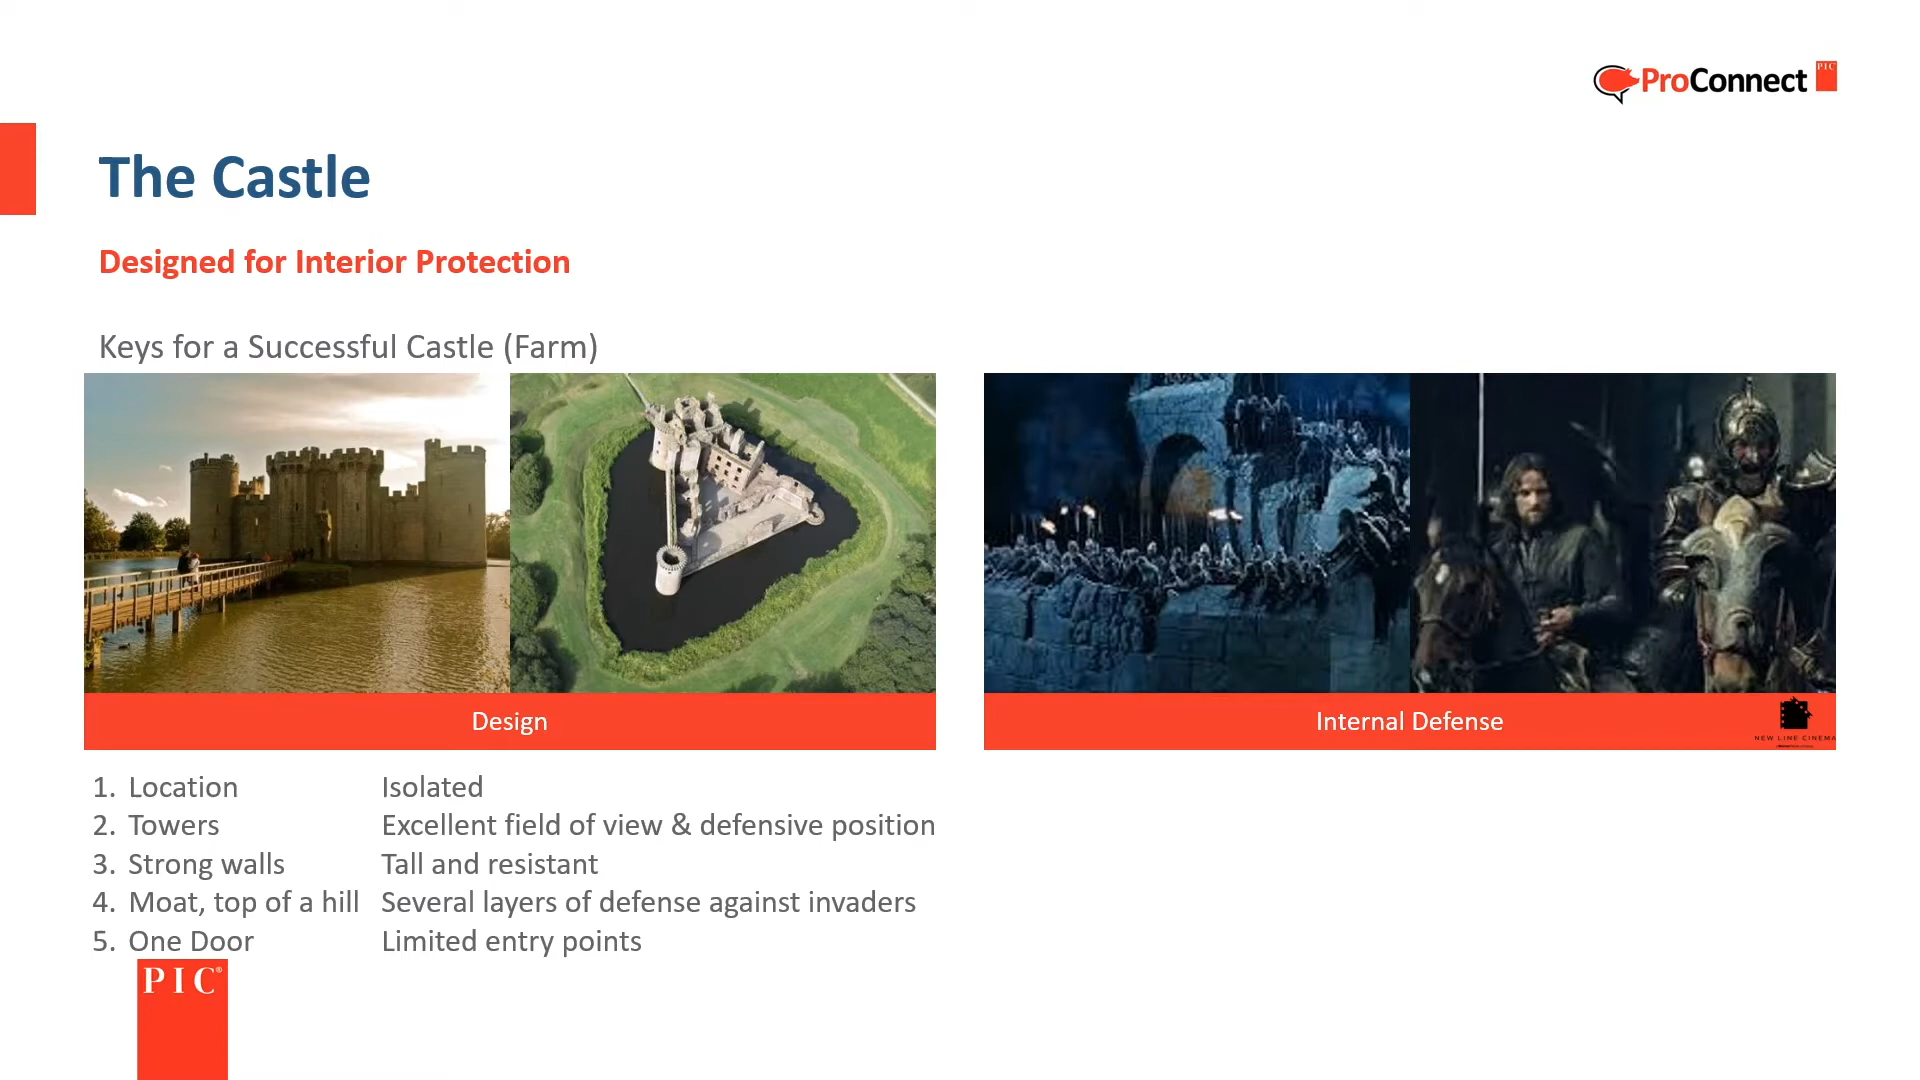 ProConnect PIC
The Castle
Designed for Interior Protection
Keys for a Successful Castle (Farm)
Design
Internal Defense
NEW LINE CINEMA
1. Location Isolated
2. Towers Excellent field of view & defensive position
3. Strong walls Tall and resistant
4. Moat, top of a hill Several layers of defense against invaders
5. One Door Limited entry points
PIC®